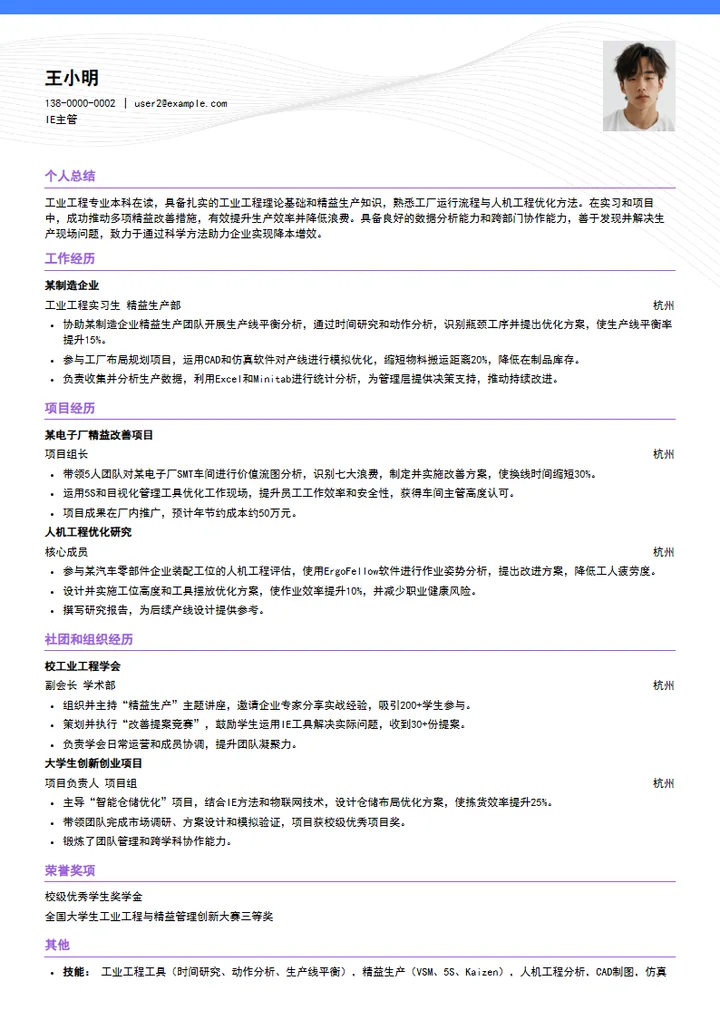 王小明
138-0000-0002 | user2@example.com
IE主管
个人总结
工业工程专业本科在读，具备扎实的工业工程理论基础和精益生产知识，熟悉工厂运行流程与人机工程优化方法。在实习和项目
中，成功推动多项精益改善措施，有效提升生产效率并降低浪费。具备良好的数据分析能力和跨部门协作能力，善于发现并解决生
产现场问题，致力于通过科学方法助力企业实现降本增效。
工作经历
某制造企业
工业工程实习生 精益生产部 杭州
• 协助某制造企业精益生产团队开展生产线平衡分析，通过时间研究和动作分析，识别瓶颈工序并提出优化方案，使生产线平衡率
提升15%。
• 参与工厂布局规划项目，运用CAD和仿真软件对产线进行模拟优化，缩短物料搬运距离20%，降低在制品库存。
• 负责收集并分析生产数据，利用Excel和Minitab进行统计分析，为管理层提供决策支持，推动持续改进。
项目经历
某电子厂精益改善项目
项目组长 杭州
• 带领5人团队对某电子厂SMT车间进行价值流图分析，识别七大浪费，制定并实施改善方案，使换线时间缩短30%。
• 运用5S和目视化管理工具优化工作现场，提升员工工作效率和安全性，获得车间主管高度认可。
• 项目成果在厂内推广，预计年节约成本约50万元。
人机工程优化研究
核心成员 杭州
• 参与某汽车零部件企业装配工位的人机工程评估，使用ErgoFellow软件进行作业姿势分析，提出改进方案，降低工人疲劳度。
• 设计并实施工位高度和工具摆放优化方案，使作业效率提升10%，并减少职业健康风险。
• 撰写研究报告，为后续产线设计提供参考。
社团和组织经历
校工业工程学会
副会长 学术部 杭州
• 组织并主持“精益生产”主题讲座，邀请企业专家分享实战经验，吸引200+学生参与。
• 策划并执行“改善提案竞赛”，鼓励学生运用IE工具解决实际问题，收到30+份提案。
• 负责学会日常运营和成员协调，提升团队凝聚力。
大学生创新创业项目
项目负责人 项目组 杭州
• 主导“智能仓储优化”项目，结合IE方法和物联网技术，设计仓储布局优化方案，使拣货效率提升25%。
• 带领团队完成市场调研、方案设计和模拟验证，项目获校级优秀项目奖。
• 锻炼了团队管理和跨学科协作能力。
荣誉奖项
校级优秀学生奖学金
全国大学生工业工程与精益管理创新大赛三等奖
其他
• 技能： 工业工程工具（时间研究、动作分析、生产线平衡），精益生产（VSM、5S、Kaizen），人机工程分析，CAD制图，仿真